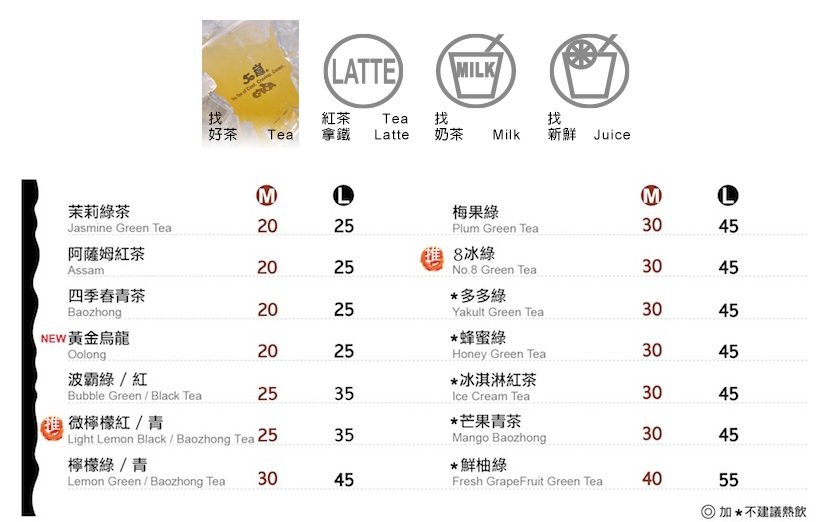 50嵐
LATTE
MILK
找
好茶 Tea
紅茶 Tea
拿鐵 Latte
找
奶茶 Milk
找
新鮮 Juice
M L
茉莉綠茶
Jasmine Green Tea 20 25
阿薩姆紅茶
Assam 20 25
四季春青茶
Baozhong 20 25
NEW 黃金烏龍
Oolong 20 25
波霸綠 / 紅
Bubble Green / Black Tea 25 35
推 微檸檬紅 / 青
Light Lemon Black / Baozhong Tea 25 35
檸檬綠 / 青
Lemon Green / Baozhong Tea 30 45
M L
梅果綠
Plum Green Tea 30 45
推 8冰綠
No.8 Green Tea 30 45
*多多綠
Yakult Green Tea 30 45
*蜂蜜綠
Honey Green Tea 30 45
*冰淇淋紅茶
Ice Cream Tea 30 45
*芒果青茶
Mango Baozhong 30 45
*鮮柚綠
Fresh GrapeFruit Green Tea 40 55
◎ 加*不建議熱飲